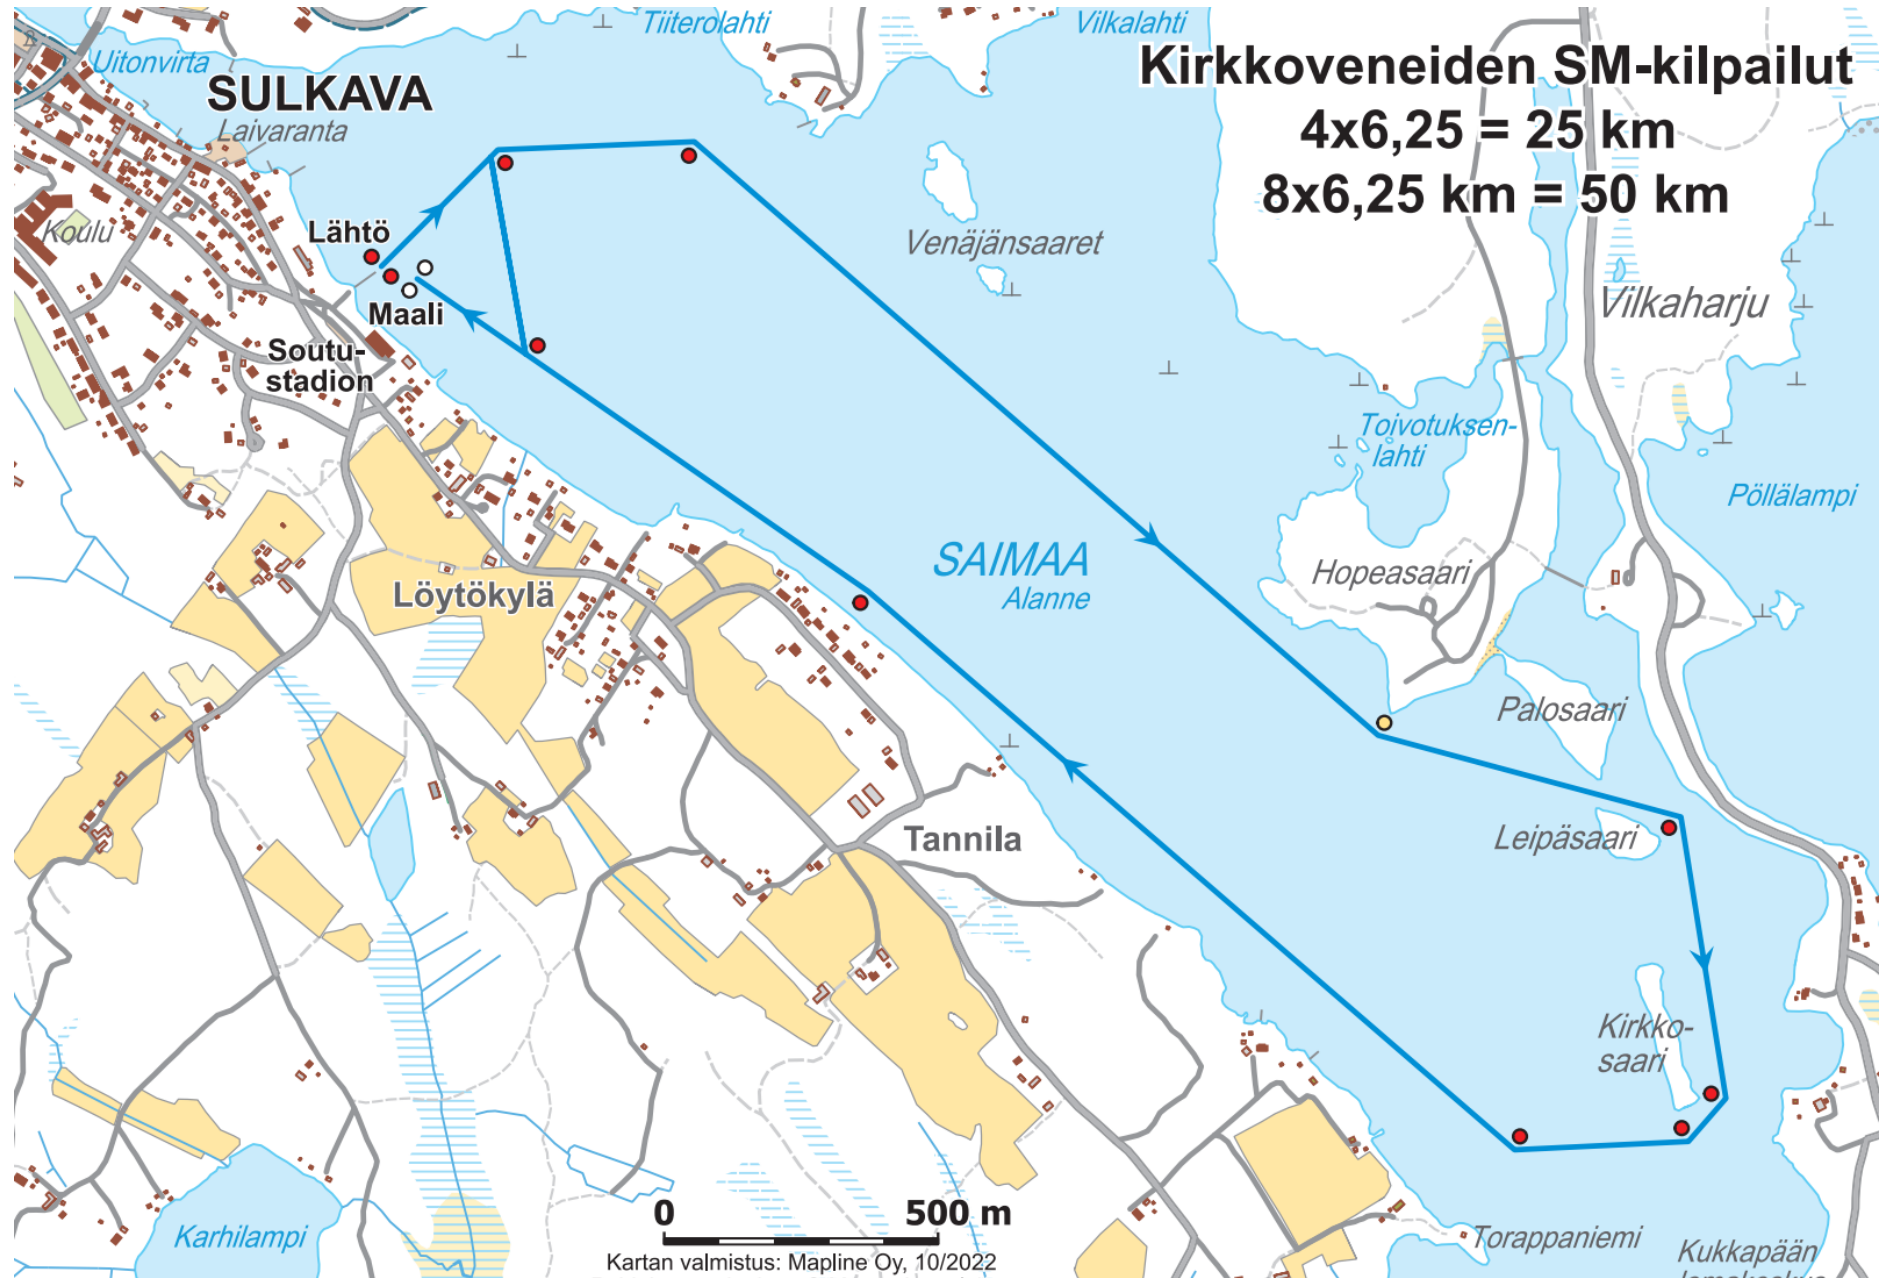 Tiiterolahti
Vilkalahti
Uitonvirta
SULKAVA
Laivaranta
Kirkkoveneiden SM-kilpailut
4x6,25 = 25 km
8x6,25 km = 50 km
Koulu
Lähtö
Venäjänsaaret
Maali
Vilkaharju
Soutu-
stadion
Toivotuksen-
lahti
Pöllälampi
SAIMAA
Alanne
Hopeasaari
Löytökylä
Palosaari
Tannila
Leipäsaari
Kirkko-
saari
0 500 m
Kartan valmistus: Mapline Oy, 10/2022
Karhilampi
Torappaniemi
Kukkapään